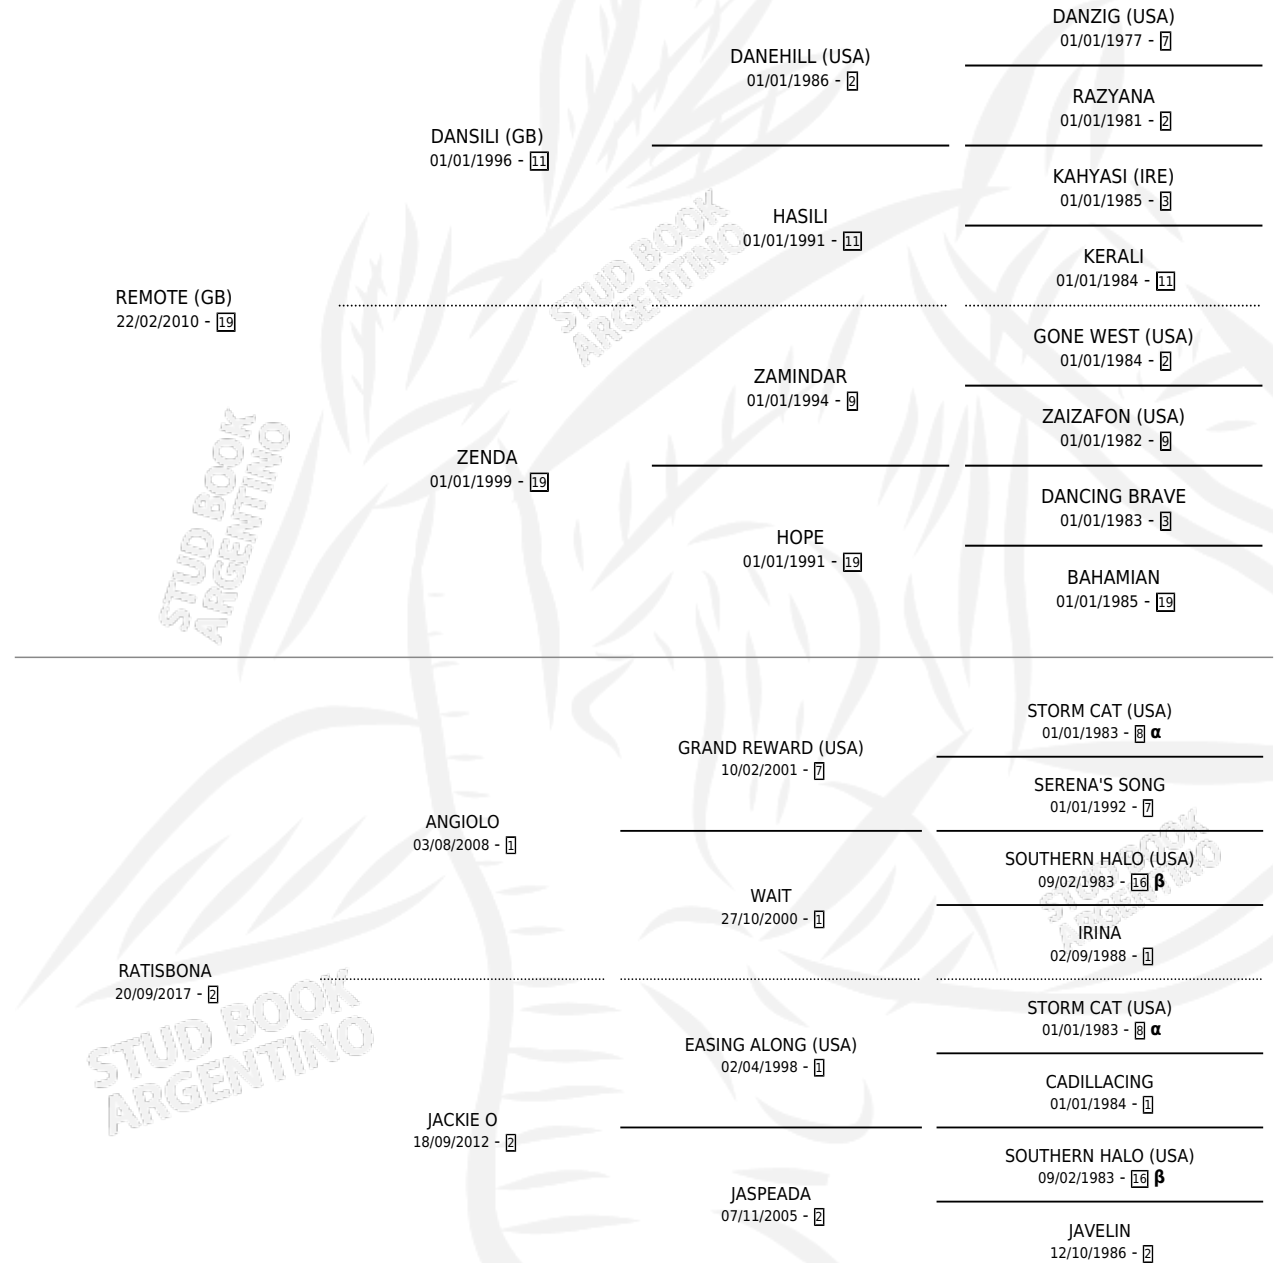 DANZIG (USA)
01/01/1977 - 7
DANEHILL (USA)
01/01/1986 - 2
RAZYANA
01/01/1981 - 2
DANSILI (GB)
01/01/1996 - 11
KAHYASI (IRE)
01/01/1985 - 3
HASILI
01/01/1991 - 11
KERALI
01/01/1984 - 11
REMOTE (GB)
22/02/2010 - 19
GONE WEST (USA)
01/01/1984 - 2
ZAMINDAR
01/01/1994 - 9
ZAIZAFON (USA)
01/01/1982 - 9
ZENDA
01/01/1999 - 19
DANCING BRAVE
01/01/1983 - 3
HOPE
01/01/1991 - 19
BAHAMIAN
01/01/1985 - 19
STORM CAT (USA)
01/01/1983 - 8 α
GRAND REWARD (USA)
10/02/2001 - 7
SERENA'S SONG
01/01/1992 - 7
ANGIOLO
03/08/2008 - 1
SOUTHERN HALO (USA)
09/02/1983 - 16 β
WAIT
27/10/2000 - 1
IRINA
02/09/1988 - 1
RATISBONA
20/09/2017 - 2
STORM CAT (USA)
01/01/1983 - 8 α
EASING ALONG (USA)
02/04/1998 - 1
CADILLACING
01/01/1984 - 1
JACKIE O
18/09/2012 - 2
SOUTHERN HALO (USA)
09/02/1983 - 16 β
JASPEADA
07/11/2005 - 2
JAVELIN
12/10/1986 - 2
STUD BOOK
ARGENTINO
STUD BOOK
ARGENTINO
STUD BOOK
ARGENTINO
STUD BOOK
ARGENTINO